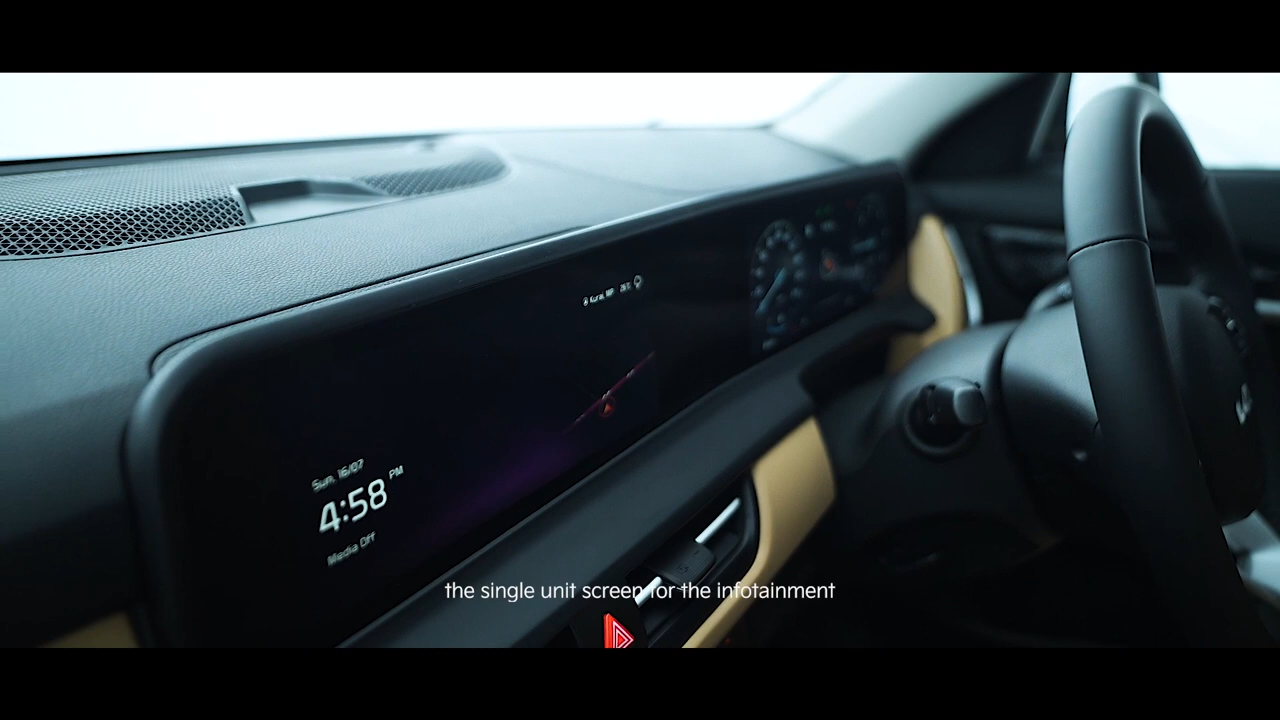 Sun, 16/07
4:58 PM
Media Off
the single unit screen for the infotainment